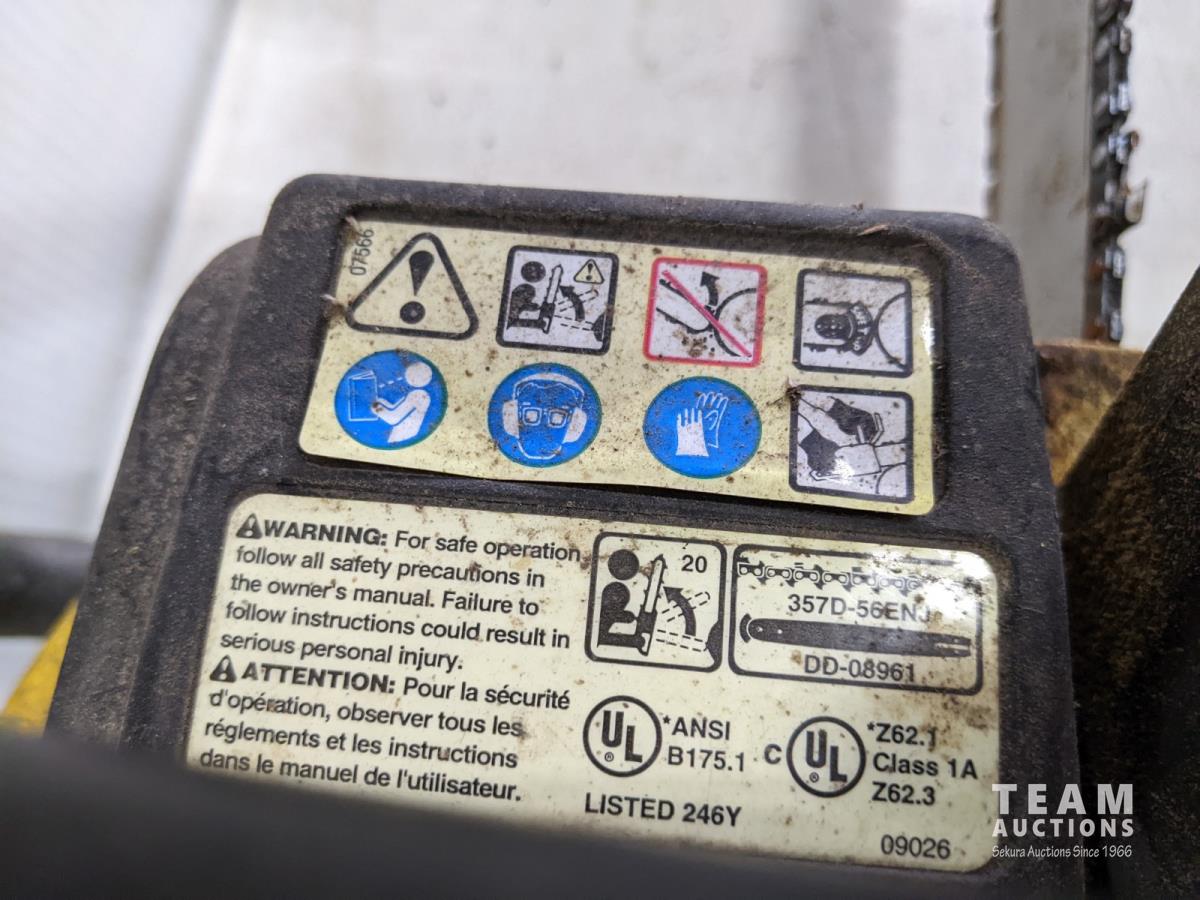 07566
WARNING: For safe operation
follow all safety precautions in
the owner's manual. Failure to
follow instructions could result in
serious personal injury.
ATTENTION: Pour la sécurité
d'opération, observer tous les
réglements et les instructions
dans le manuel de l'utilisateur.
20
357D-56ENJ
DD-08961
UL ®
*ANSI
B175.1
C UL ®
*Z62.1
Class 1A
Z62.3
LISTED 246Y
09026
TEAM
AUCTIONS
Sekura Auctions Since 1966